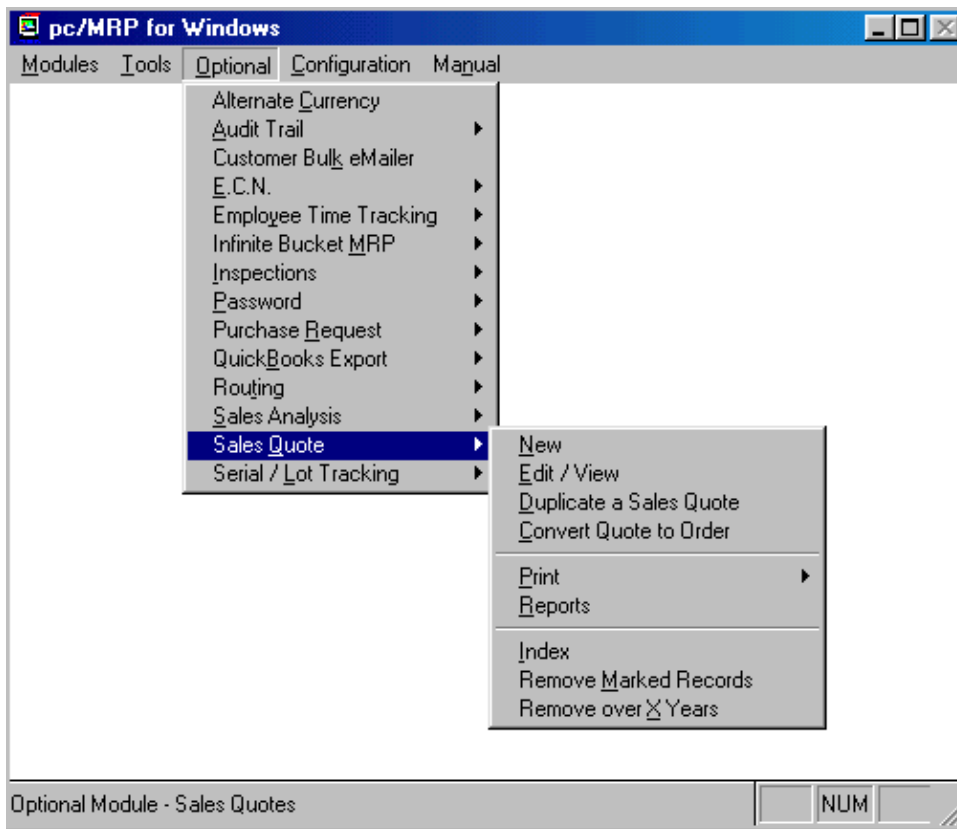 pc/MRP for Windows
Modules Tools Optional Configuration Manual
Alternate Currency
Audit Trail
Customer Bulk eMailer
E.C.N.
Employee Time Tracking
Infinite Bucket MRP
Inspections
Password
Purchase Request
QuickBooks Export
Routing
Sales Analysis
Sales Quote
Serial / Lot Tracking
New
Edit / View
Duplicate a Sales Quote
Convert Quote to Order
Print
Reports
Index
Remove Marked Records
Remove over X Years
Optional Module - Sales Quotes
NUM